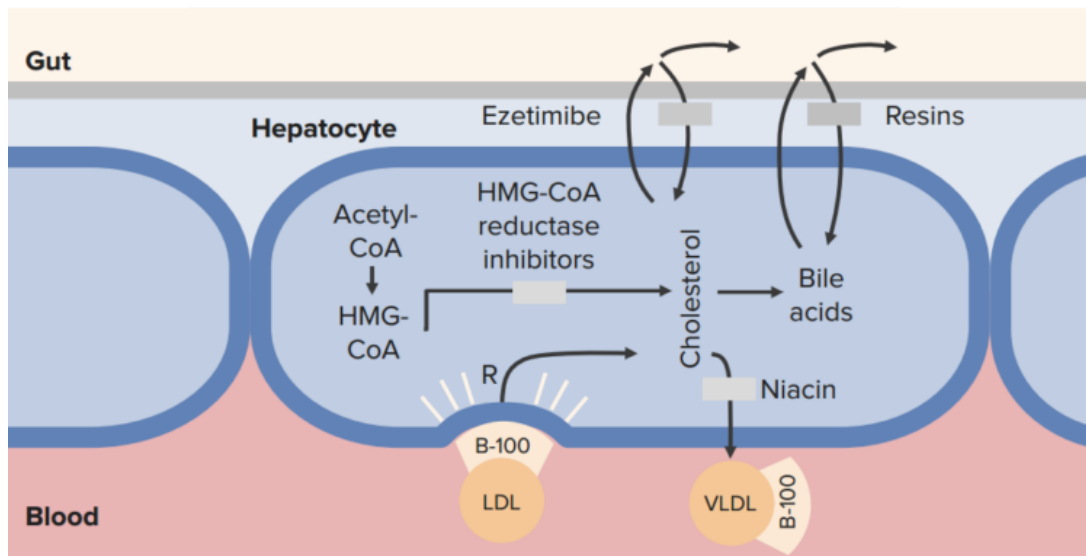 Gut
Ezetimibe
Resins
Hepatocyte
HMG-CoA
reductase
inhibitors
Acetyl-
CoA
HMG-
CoA
Cholesterol
Bile
acids
R
Niacin
B-100
LDL
VLDL
B-100
Blood